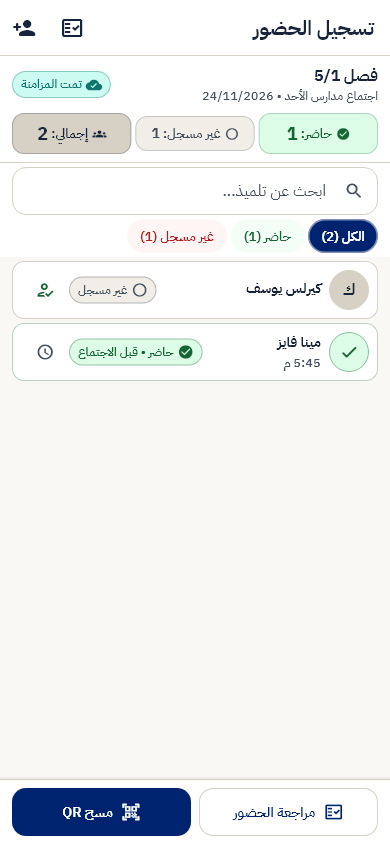 تسجيل الحضور
فصل 5/1
تمت المزامنة
اجتماع مدارس الأحد • 24/11/2026
حاضر: 1
غير مسجل: 1
إجمالي: 2
ابحث عن تلميذ...
الكل (2)
حاضر (1)
غير مسجل (1)
ك
كيرلس يوسف
غير مسجل
مينا فايز
5:45 م
حاضر • قبل الاجتماع
مراجعة الحضور
مسح QR